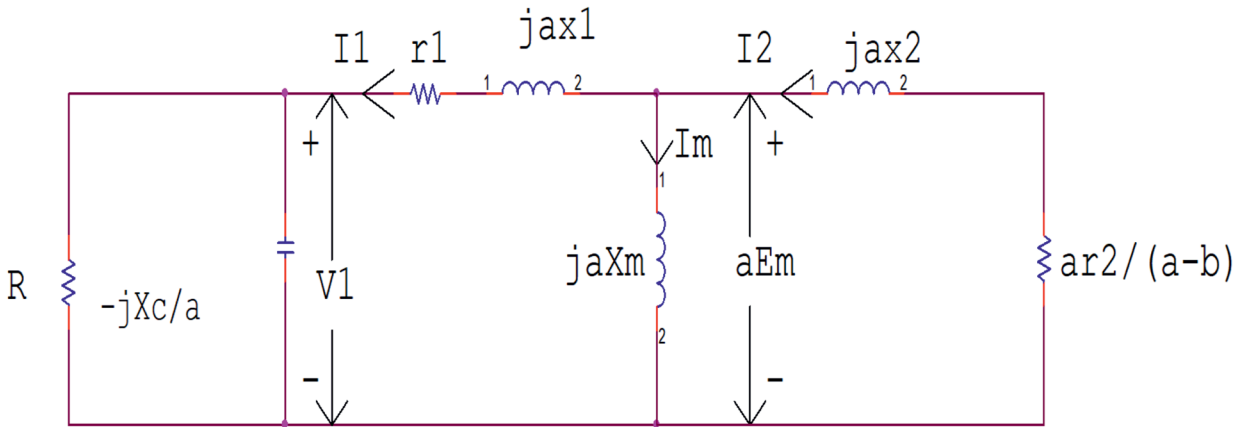 I1 r1 jax1 I2 jax2
1 2 1 2
+ Im +
1
R -jXc/a V1 jaXm aEm ar2/(a-b)
2
- -